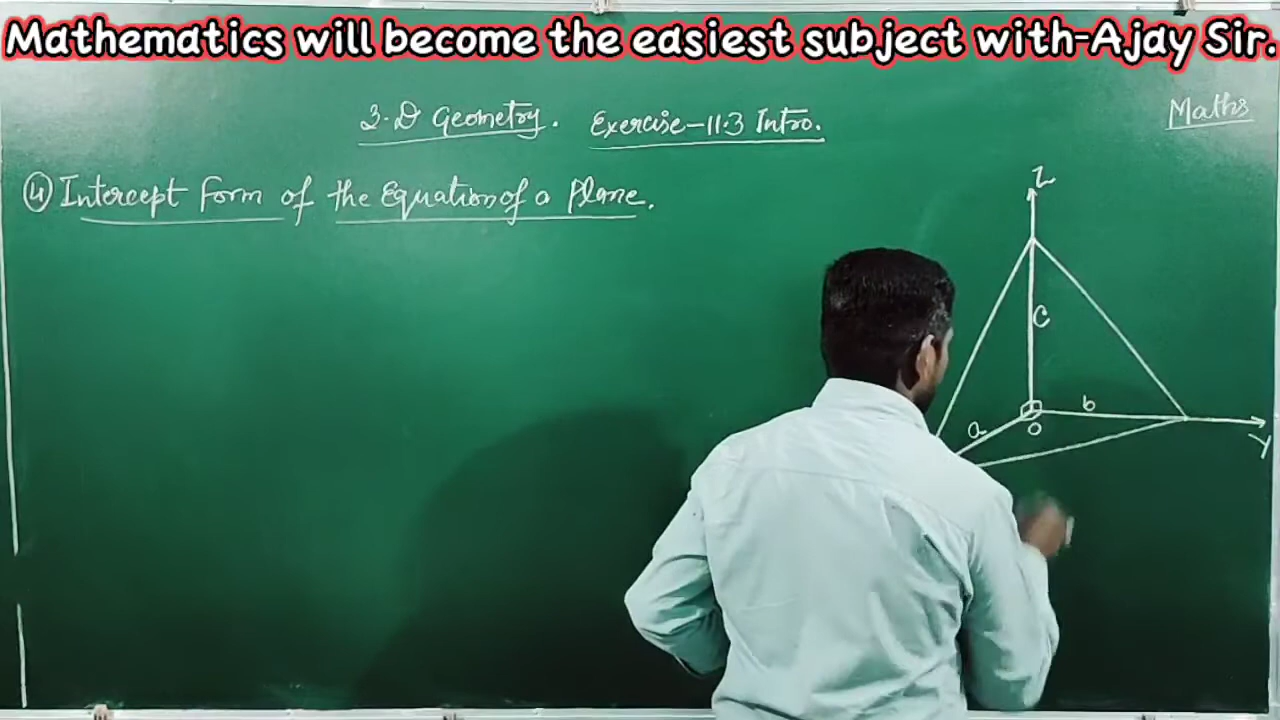 Mathematics will become the easiest subject with-Ajay Sir.
3-D Geometry. Exercise-11.3 Intro.
Maths
④ Intercept form of the Equation of a Plane.
Z
C
a
O
b
Y